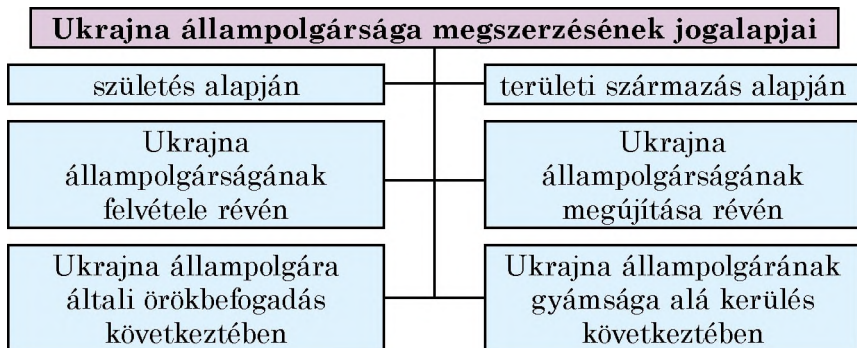 Ukrajna állampolgársága megszerzésének jogalapjai
születés alapján
területi származás alapján
Ukrajna
állampolgárságának
felvétele révén
Ukrajna
állampolgárságának
megújítása révén
Ukrajna állampolgára
általi örökbefogadás
következtében
Ukrajna állampolgárának
gyámsága alá kerülés
következtében